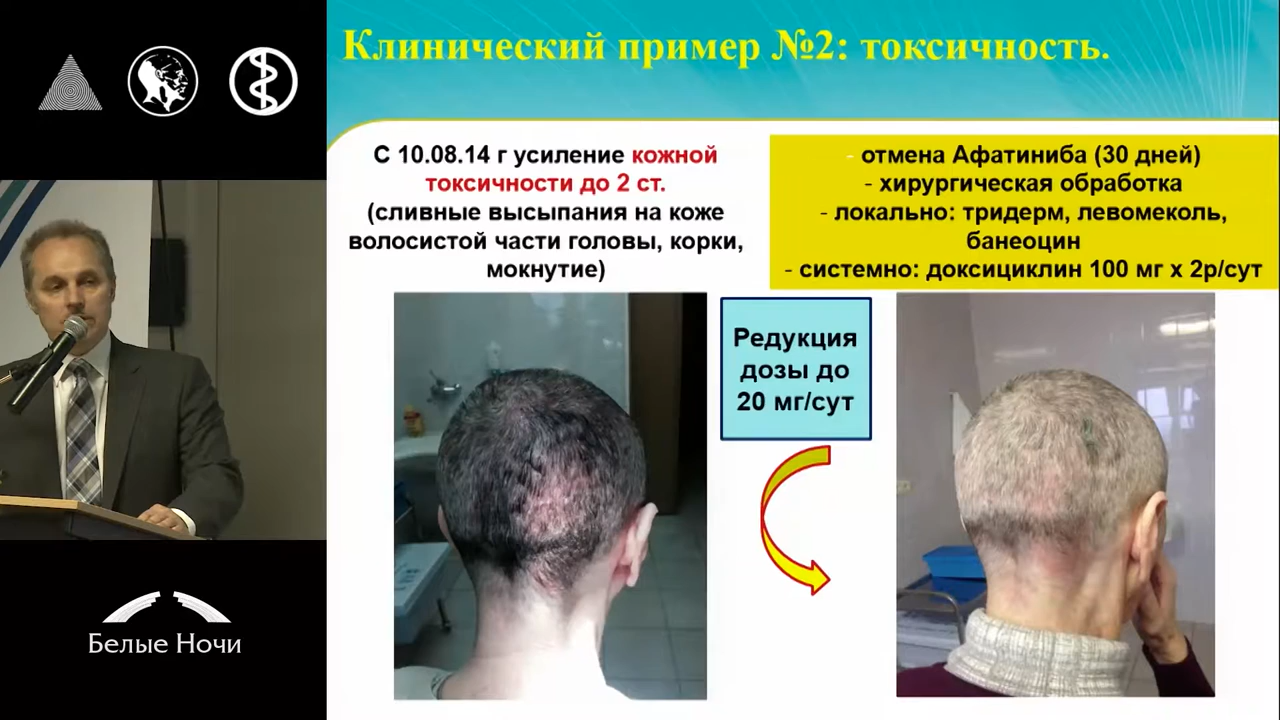 Клинический пример №2: токсичность.
С 10.08.14 г усиление кожной
токсичности до 2 ст.
(сливные высыпания на коже
волосистой части головы, корки,
мокнутие)
- отмена Афатиниба (30 дней)
- хирургическая обработка
- локально: тридерм, левомеколь,
банеоцин
- системно: доксициклин 100 мг х 2р/сут
Редукция
дозы до
20 мг/сут
Белые Ночи